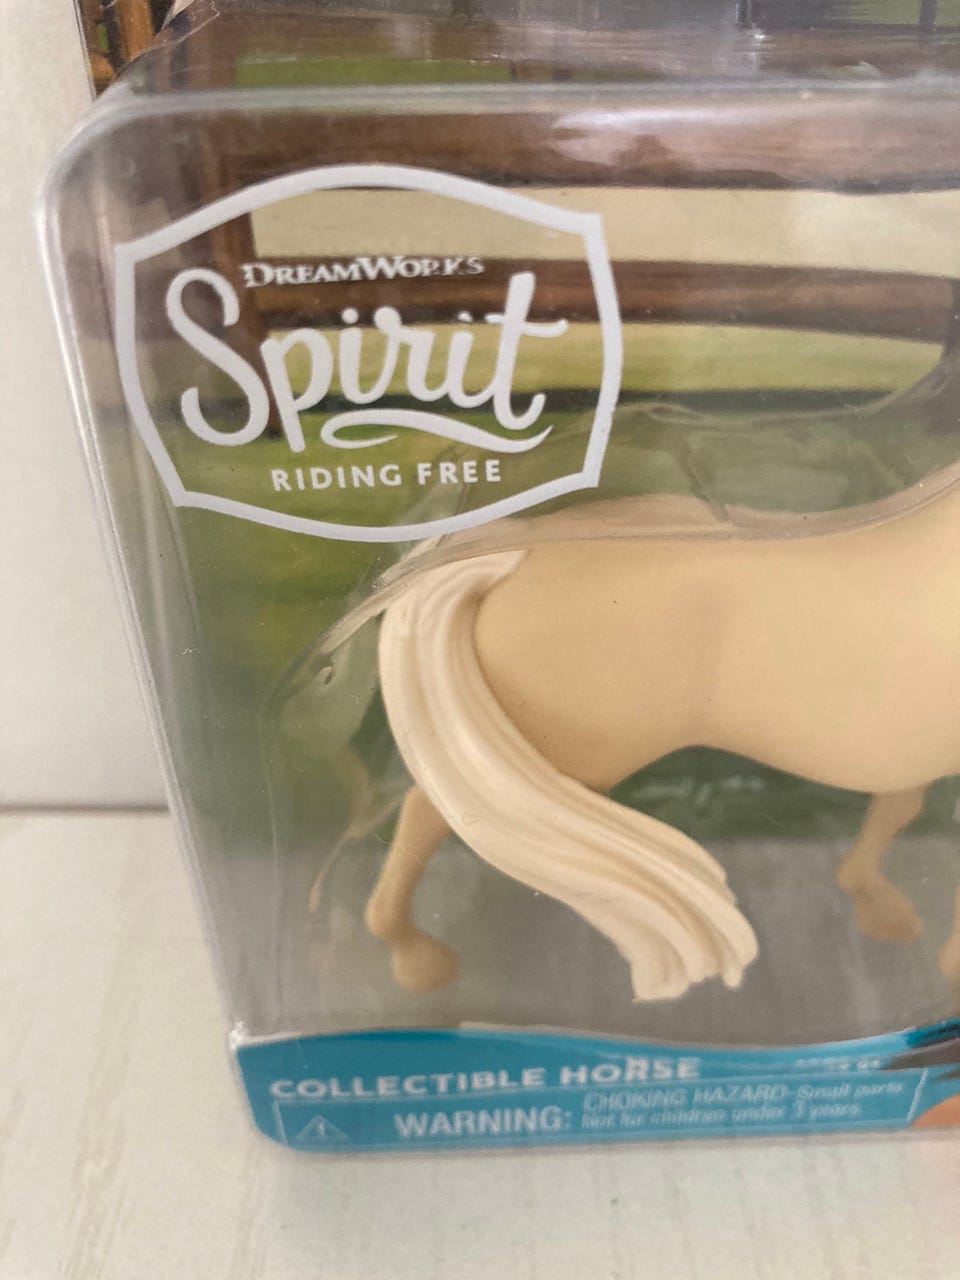 DREAMWORKS
Spirit
RIDING FREE
COLLECTIBLE HORSE
WARNING: CHOKING HAZARD-Small parts
Not for children under 3 years.